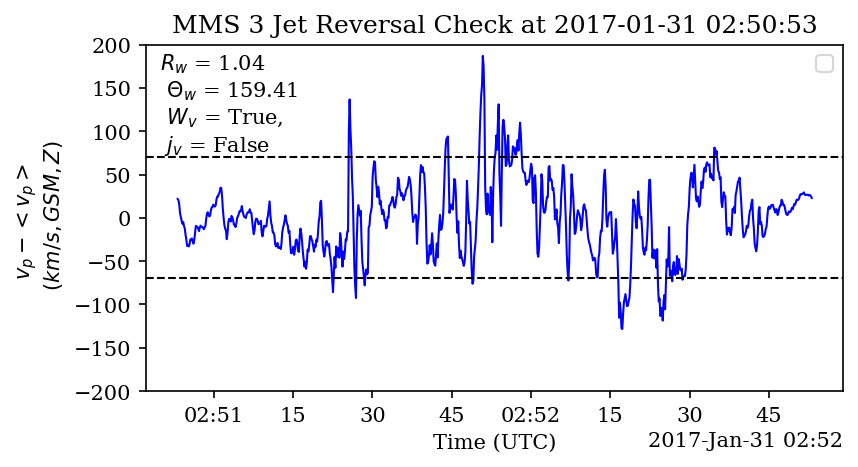 MMS 3 Jet Reversal Check at 2017-01-31 02:50:53
R_w = 1.04
Θ_w = 159.41
W_v = True,
j_v = False
v_p − < v_p >
(km/s, GSM, Z)
200
150
100
50
0
−50
−100
−150
−200
02:51 15 30 45 02:52 15 30 45
Time (UTC)
2017-Jan-31 02:52